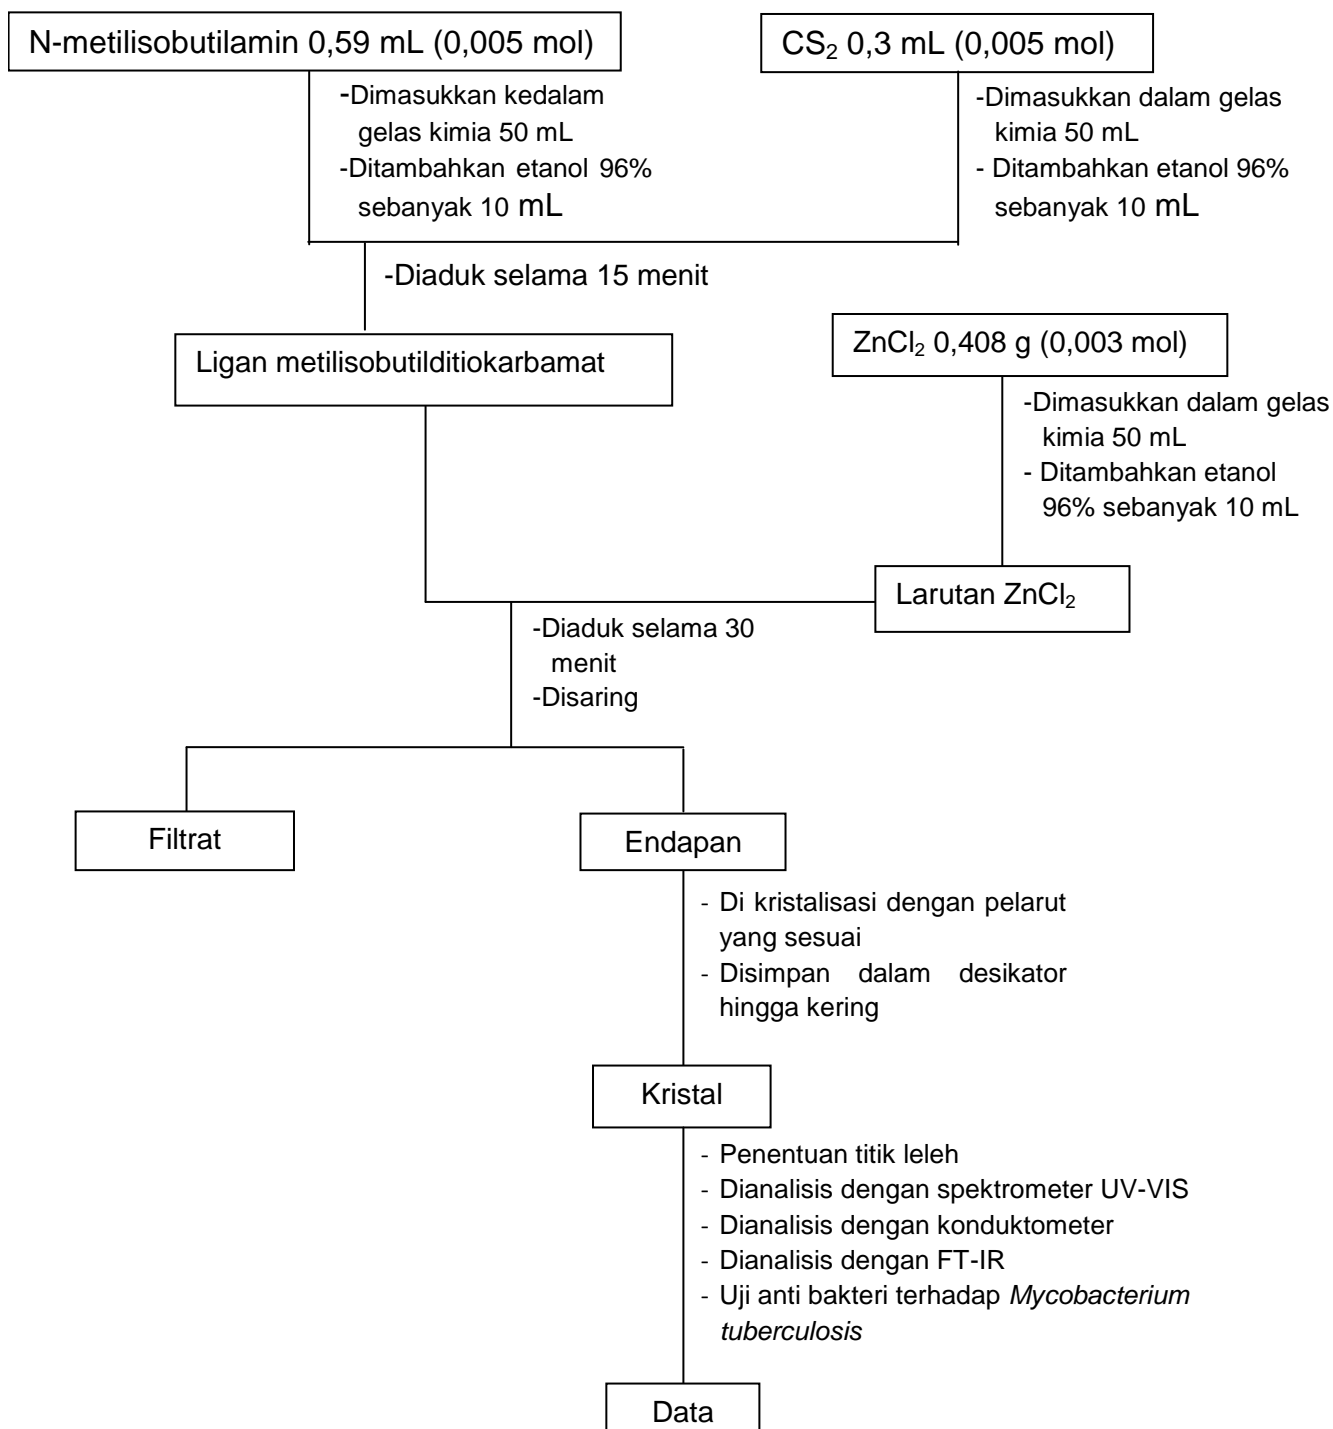 N-metilisobutilamin 0,59 mL (0,005 mol)
CS₂ 0,3 mL (0,005 mol)
-Dimasukkan kedalam
gelas kimia 50 mL
-Ditambahkan etanol 96%
sebanyak 10 mL
-Dimasukkan dalam gelas
kimia 50 mL
- Ditambahkan etanol 96%
sebanyak 10 mL
-Diaduk selama 15 menit
Ligan metilisobutilditiokarbamat
ZnCl₂ 0,408 g (0,003 mol)
-Dimasukkan dalam gelas
kimia 50 mL
- Ditambahkan etanol
96% sebanyak 10 mL
Larutan ZnCl₂
-Diaduk selama 30
menit
-Disaring
Filtrat
Endapan
- Di kristalisasi dengan pelarut
yang sesuai
- Disimpan dalam desikator
hingga kering
Kristal
- Penentuan titik leleh
- Dianalisis dengan spektrometer UV-VIS
- Dianalisis dengan konduktometer
- Dianalisis dengan FT-IR
- Uji anti bakteri terhadap Mycobacterium
tuberculosis
Data